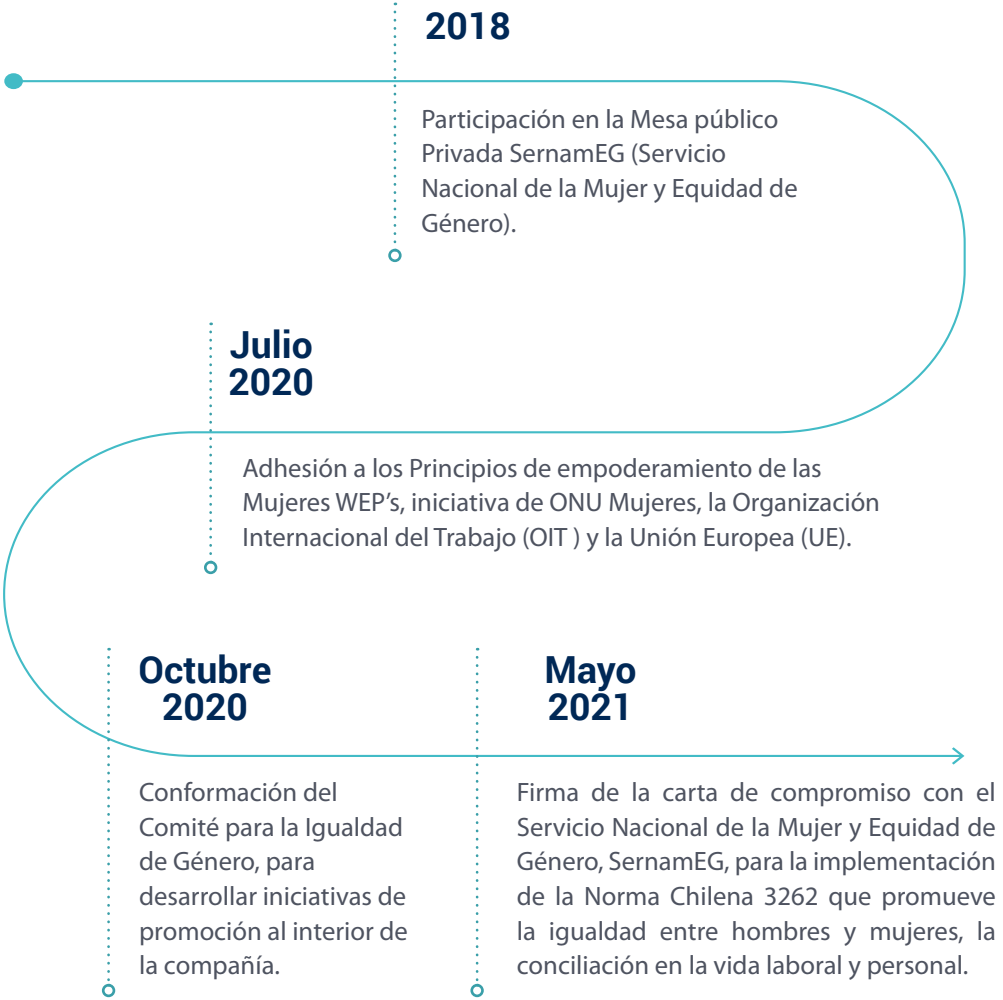 2018
Participación en la Mesa público
Privada SernamEG (Servicio
Nacional de la Mujer y Equidad de
Género).
Julio
2020
Adhesión a los Principios de empoderamiento de las
Mujeres WEP’s, iniciativa de ONU Mujeres, la Organización
Internacional del Trabajo (OIT ) y la Unión Europea (UE).
Octubre
2020
Conformación del
Comité para la Igualdad
de Género, para
desarrollar iniciativas de
promoción al interior de
la compañía.
Mayo
2021
Firma de la carta de compromiso con el
Servicio Nacional de la Mujer y Equidad de
Género, SernamEG, para la implementación
de la Norma Chilena 3262 que promueve
la igualdad entre hombres y mujeres, la
conciliación en la vida laboral y personal.